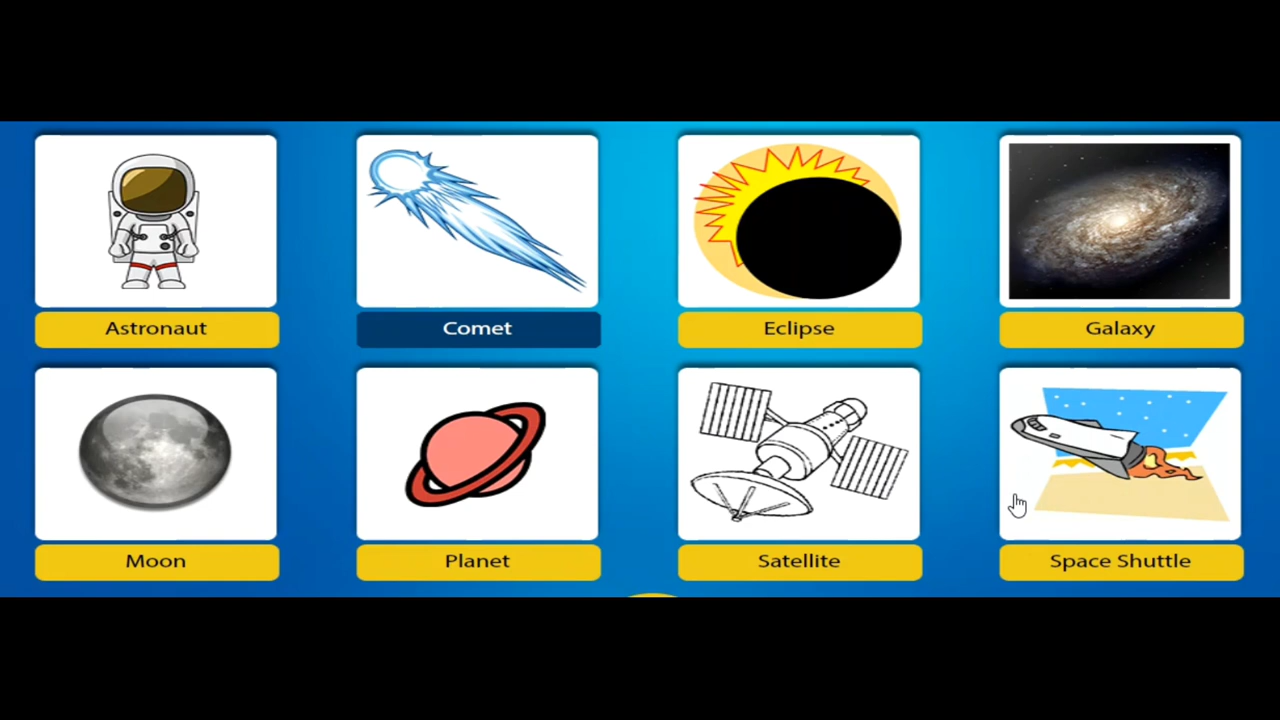 Astronaut
Comet
Eclipse
Galaxy
Moon
Planet
Satellite
Space Shuttle